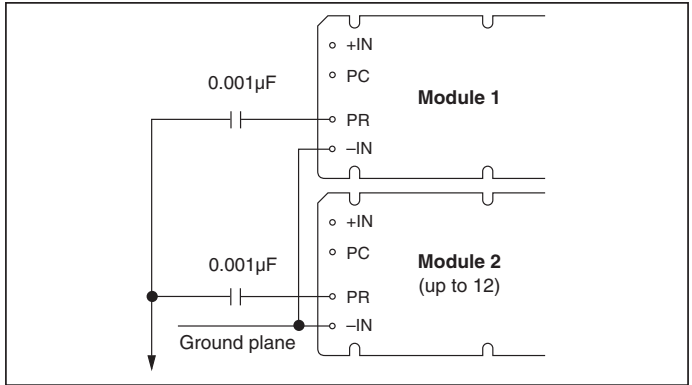 +IN
PC
0.001µF
Module 1
PR
–IN
+IN
PC
0.001µF
Module 2
(up to 12)
PR
–IN
Ground plane